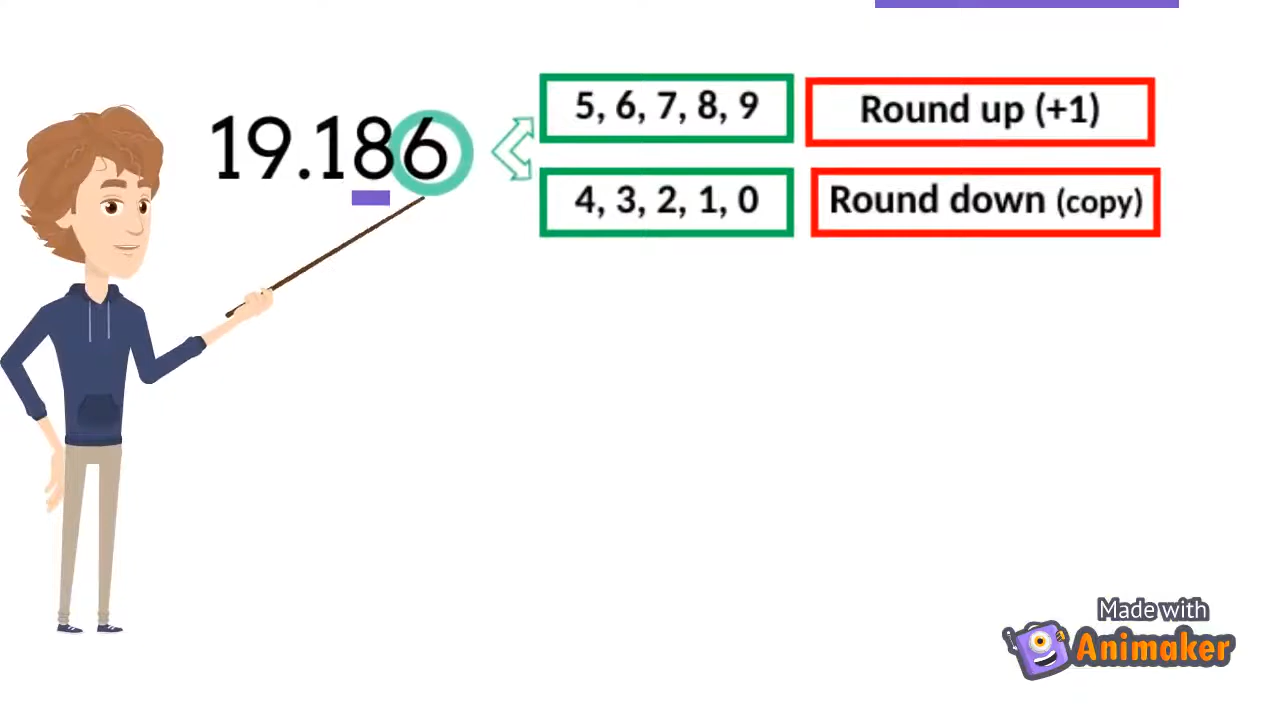 19.186
5, 6, 7, 8, 9
Round up (+1)
4, 3, 2, 1, 0
Round down (copy)
Made with
Animaker